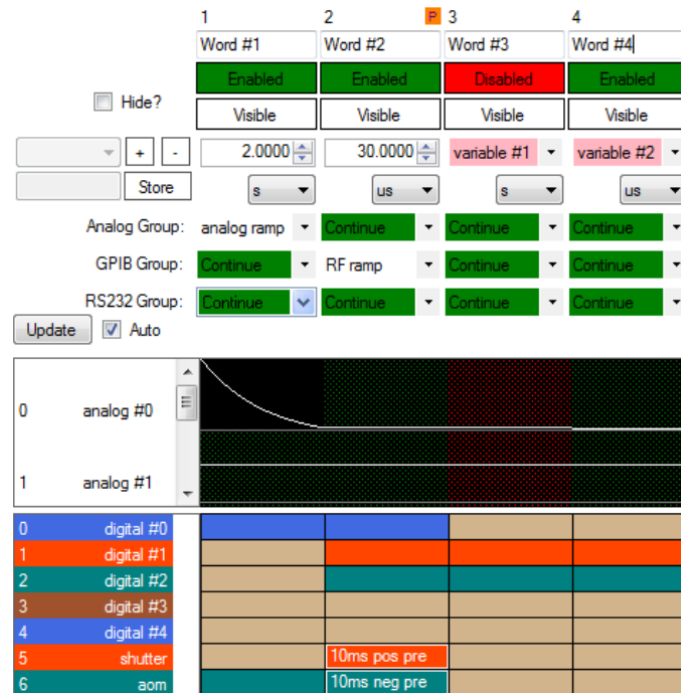 1 2 P 3 4
Word #1 Word #2 Word #3 Word #4
Enabled Enabled Disabled Enabled
Hide?
Visible Visible Visible Visible
+ - 2.0000 30.0000 variable #1 variable #2
Store s us s us
Analog Group: analog ramp Continue Continue Continue
GPIB Group: Continue RF ramp Continue Continue
RS232 Group: Continue Continue Continue Continue
Update Auto
0 analog #0
1 analog #1
0 digital #0
1 digital #1
2 digital #2
3 digital #3
4 digital #4
5 shutter 10ms pos pre
6 aom 10ms neg pre